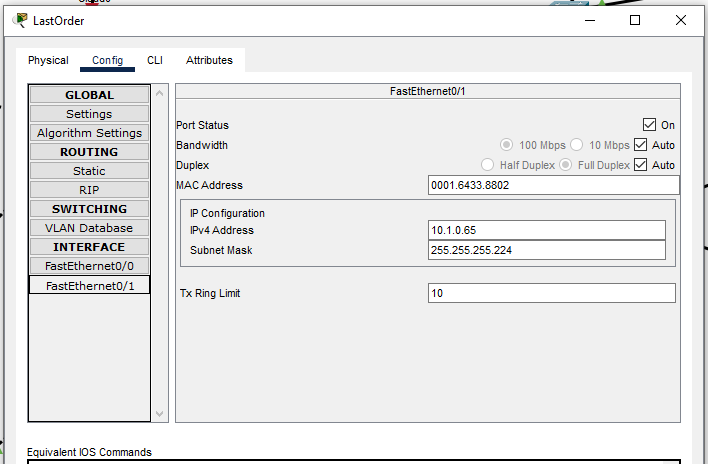 LastOrder
Physical Config CLI Attributes
GLOBAL
Settings
Algorithm Settings
ROUTING
Static
RIP
SWITCHING
VLAN Database
INTERFACE
FastEthernet0/0
FastEthernet0/1
FastEthernet0/1
Port Status On
Bandwidth 100 Mbps 10 Mbps Auto
Duplex Half Duplex Full Duplex Auto
MAC Address 0001.6433.8802
IP Configuration
IPv4 Address 10.1.0.65
Subnet Mask 255.255.255.224
Tx Ring Limit 10
Equivalent IOS Commands